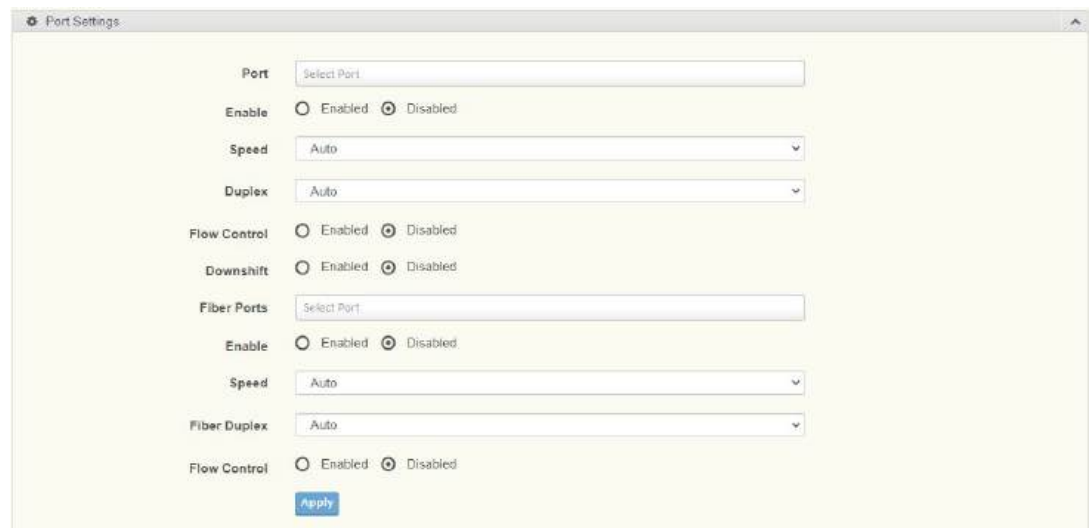 Port Settings
Port Select Port
Enable Enabled Disabled
Speed Auto
Duplex Auto
Flow Control Enabled Disabled
Downshift Enabled Disabled
Fiber Ports Select Port
Enable Enabled Disabled
Speed Auto
Fiber Duplex Auto
Flow Control Enabled Disabled
Apply